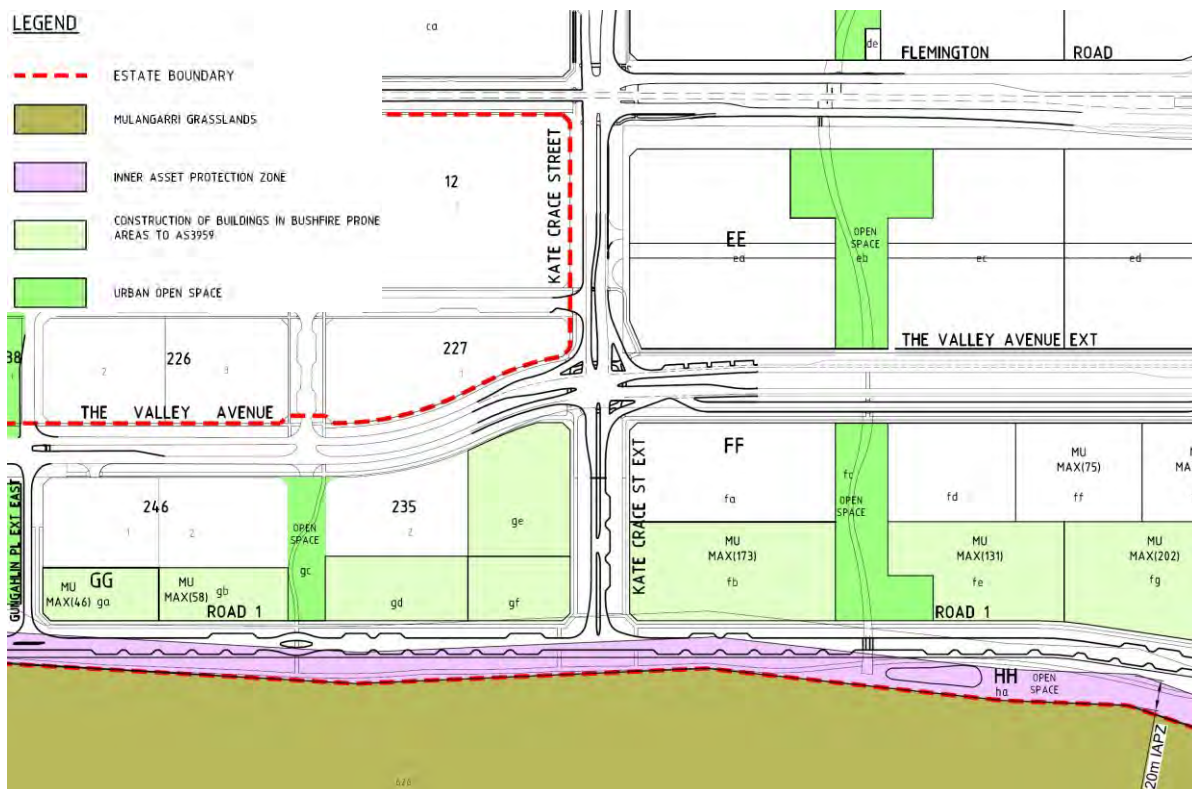 LEGEND
ESTATE BOUNDARY
MULANGARRI GRASSLANDS
INNER ASSET PROTECTION ZONE
CONSTRUCTION OF BUILDINGS IN BUSHFIRE PRONE
AREAS TO AS3959
URBAN OPEN SPACE
ca
de
FLEMINGTON ROAD
12
1
KATE CRACE STREET
EE
ea
OPEN
SPACE
eb
ec
ed
THE VALLEY AVENUE EXT
38
1
226
2
3
227
3
THE VALLEY AVENUE
GUNGAHLIN PL EXT EAST
246
1
2
OPEN
SPACE
gc
235
2
ge
GG
MU
MAX(46) ga
MU
MAX(58) gb
ROAD 1
gd
gf
KATE CRACE ST EXT
FF
fa
fc
OPEN
SPACE
fd
MU
MAX(75)
ff
MU
MA
MU
MAX(173)
fb
MU
MAX(131)
fe
MU
MAX(202)
fg
ROAD 1
HH
ha
OPEN
SPACE
20m IAPZ